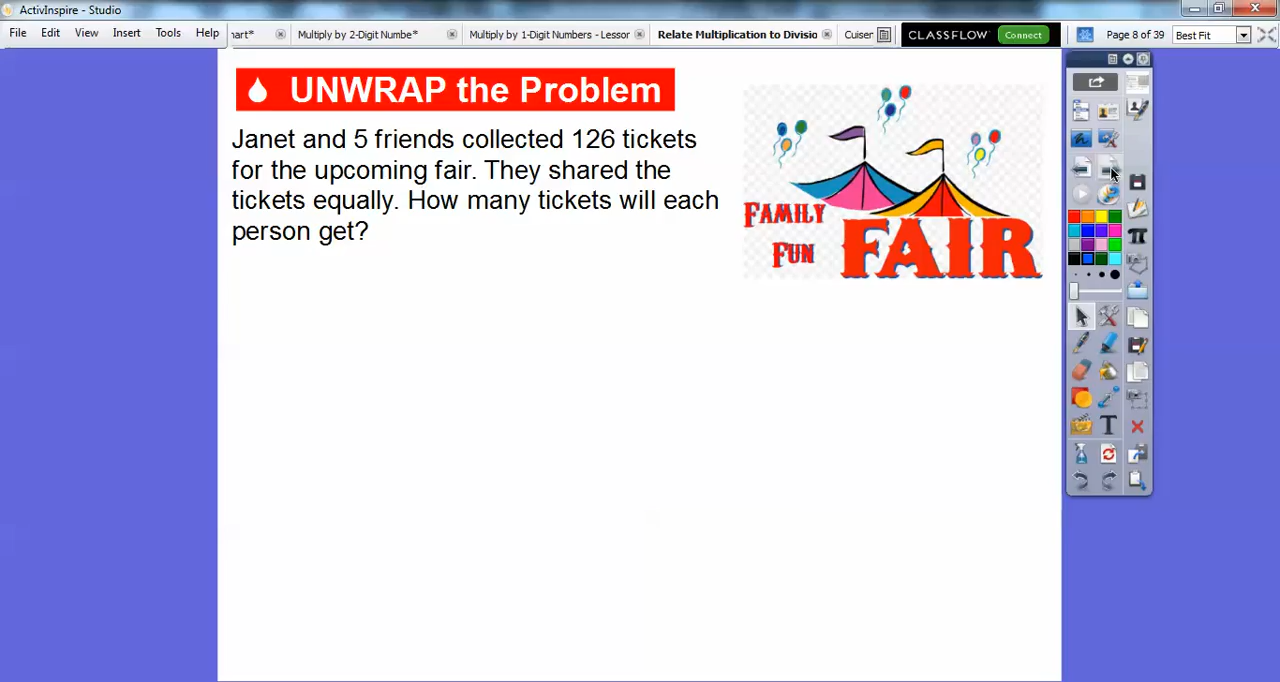 ActivInspire - Studio
File Edit View Insert Tools Help
art* Multiply by 2-Digit Numbe* Multiply by 1-Digit Numbers - Lessor Relate Multiplication to Divisio Cuiser CLASSFLOW Connect Page 8 of 39 Best Fit
UNWRAP the Problem
Janet and 5 friends collected 126 tickets
for the upcoming fair. They shared the
tickets equally. How many tickets will each
person get?
FAMILY
FUN
FAIR